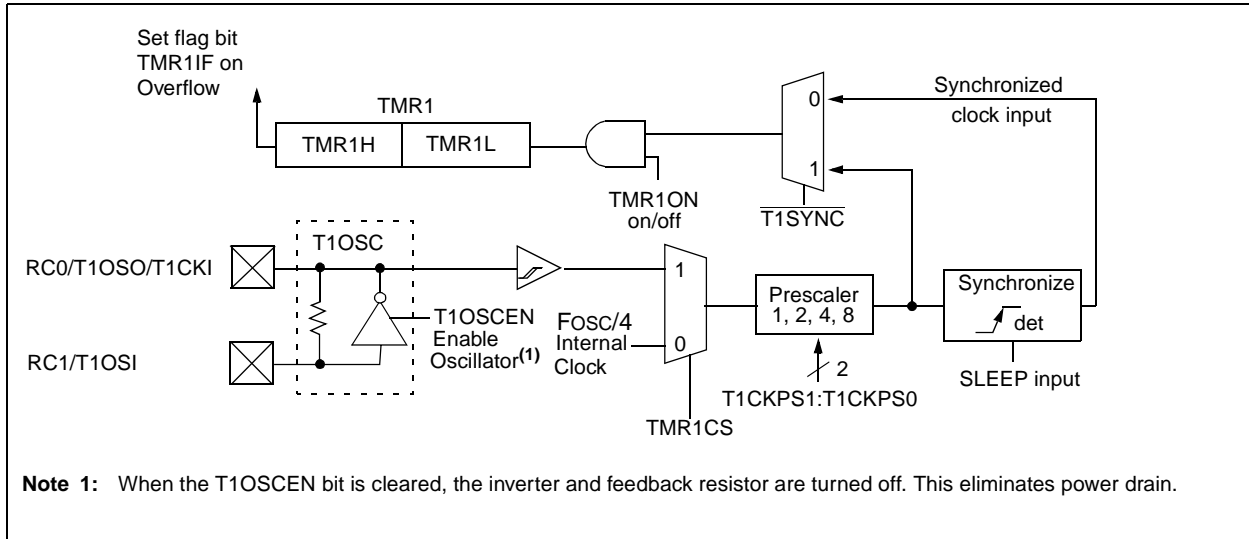 Set flag bit
TMR1IF on
Overflow
TMR1
TMR1H
TMR1L
0
1
Synchronized
clock input
TMR1ON
on/off
T1SYNC
T1OSC
RC0/T1OSO/T1CKI
1
Prescaler
1, 2, 4, 8
Synchronize
det
T1OSCEN
Enable
Oscillator(1)
FOSC/4
Internal
Clock
0
RC1/T1OSI
2
SLEEP input
T1CKPS1:T1CKPS0
TMR1CS
Note 1: When the T1OSCEN bit is cleared, the inverter and feedback resistor are turned off. This eliminates power drain.